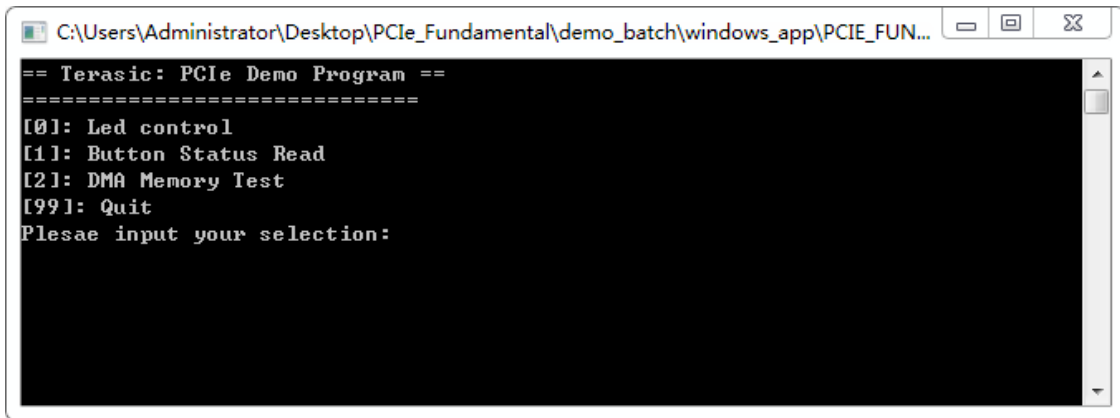 C:\Users\Administrator\Desktop\PCIe_Fundamental\demo_batch\windows_app\PCIE_FUN...
== Terasic: PCIe Demo Program ==
==============================
[0]: Led control
[1]: Button Status Read
[2]: DMA Memory Test
[99]: Quit
Plesae input your selection: